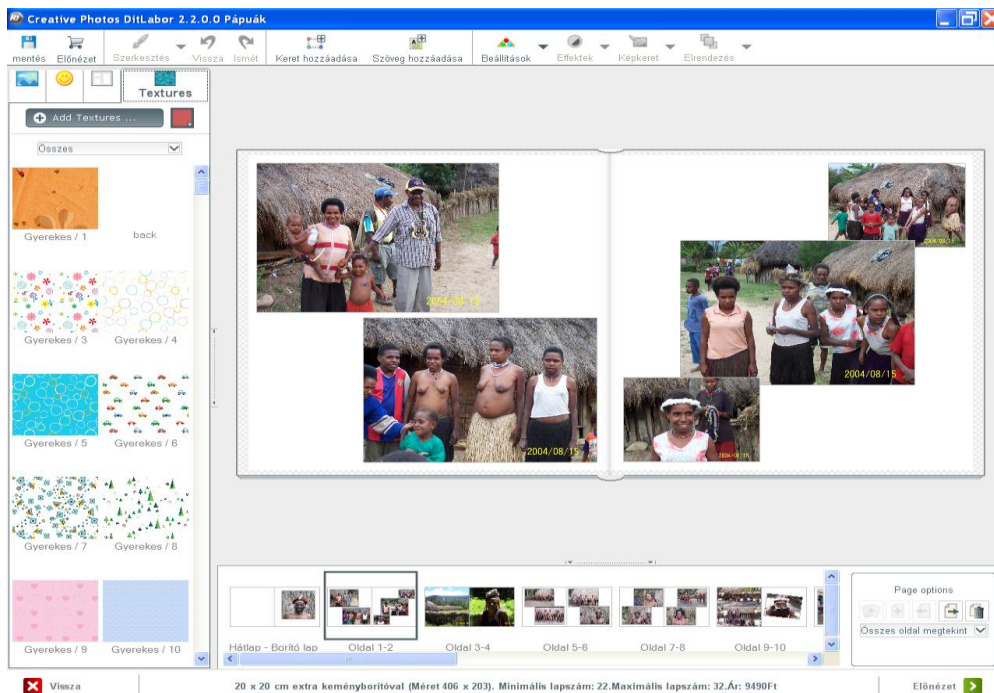 Creative Photos DitLabor 2.2.0.0 Pápuák
mentés Előnézet Szerkesztés Vissza Ismét Keret hozzáadása Szöveg hozzáadása Beállítások Effektek Képkeret Elrendezés
Textures
Add Textures ...
Összes
Gyerekes / 1 back
Gyerekes / 3 Gyerekes / 4
Gyerekes / 5 Gyerekes / 6
Gyerekes / 7 Gyerekes / 8
Gyerekes / 9 Gyerekes / 10
2004/08/15
2004/08/15
2004/08/15
2004/08/15
2004/08/15
Page options
Összes oldal megtekint
Hátlap - Borító lap Oldal 1-2 Oldal 3-4 Oldal 5-6 Oldal 7-8 Oldal 9-10
Vissza 20 x 20 cm extra keményborítóval (Méret 406 x 203). Minimális lapszám: 22.Maximális lapszám: 32.Ár: 9490Ft Előnézet